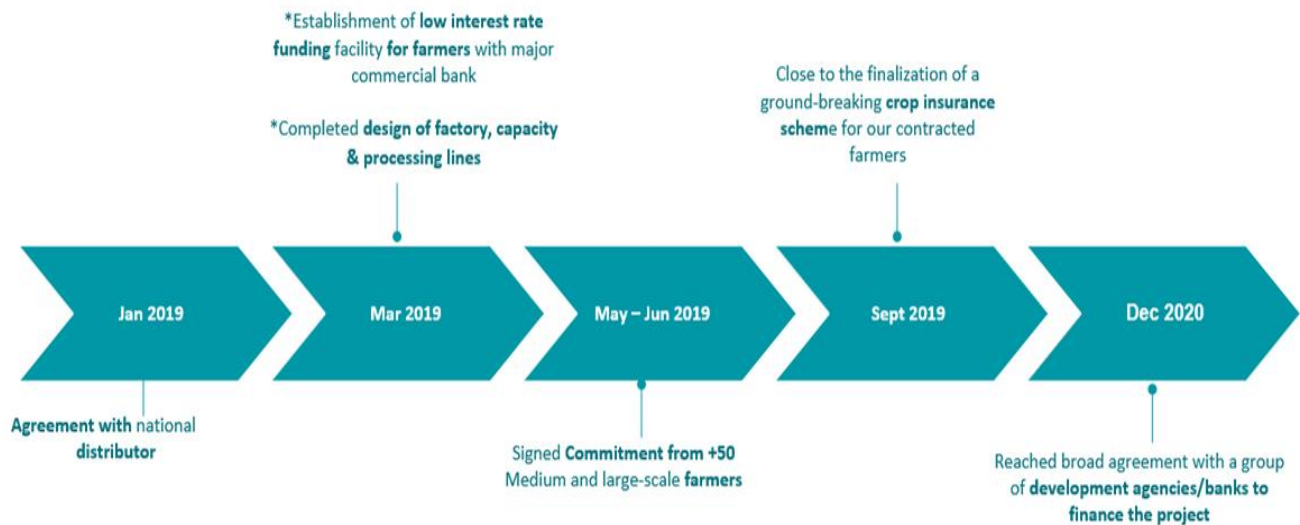 *Establishment of low interest rate
funding facility for farmers with major
commercial bank
*Completed design of factory, capacity
& processing lines
Close to the finalization of a
ground-breaking crop insurance
scheme for our contracted
farmers
Jan 2019
Mar 2019
May – Jun 2019
Sept 2019
Dec 2020
Agreement with national
distributor
Signed Commitment from +50
Medium and large-scale farmers
Reached broad agreement with a group
of development agencies/banks to
finance the project